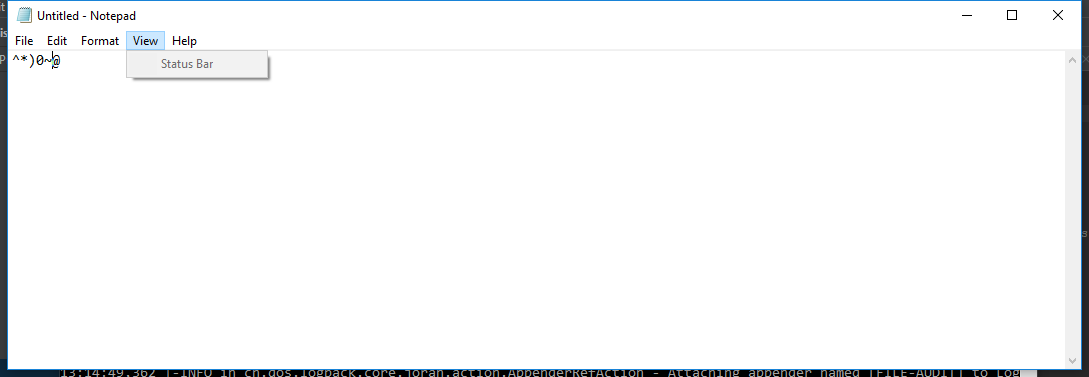 Untitled - Notepad
File Edit Format View Help
Status Bar
^*)0~@
13:14:49,362 |-INFO in ch.qos.logback.core.joran.action.AppenderRefAction - Attaching appender named [FILE-AUDIT] to Log